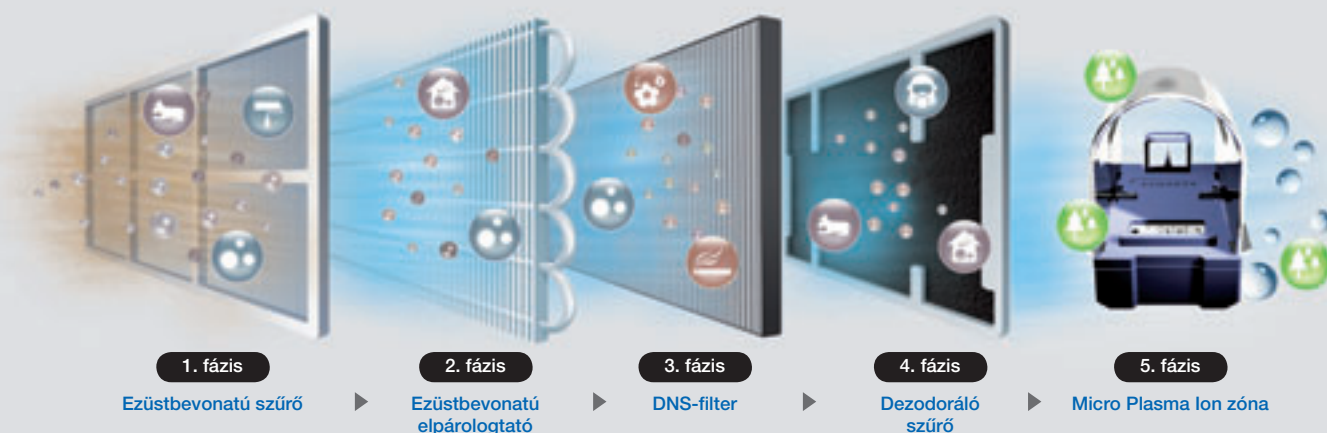 1. fázis
Ezüstbevonatú szűrő
2. fázis
Ezüstbevonatú
elpárologtató
3. fázis
DNS-filter
4. fázis
Dezodoráló
szűrő
5. fázis
Micro Plasma Ion zóna